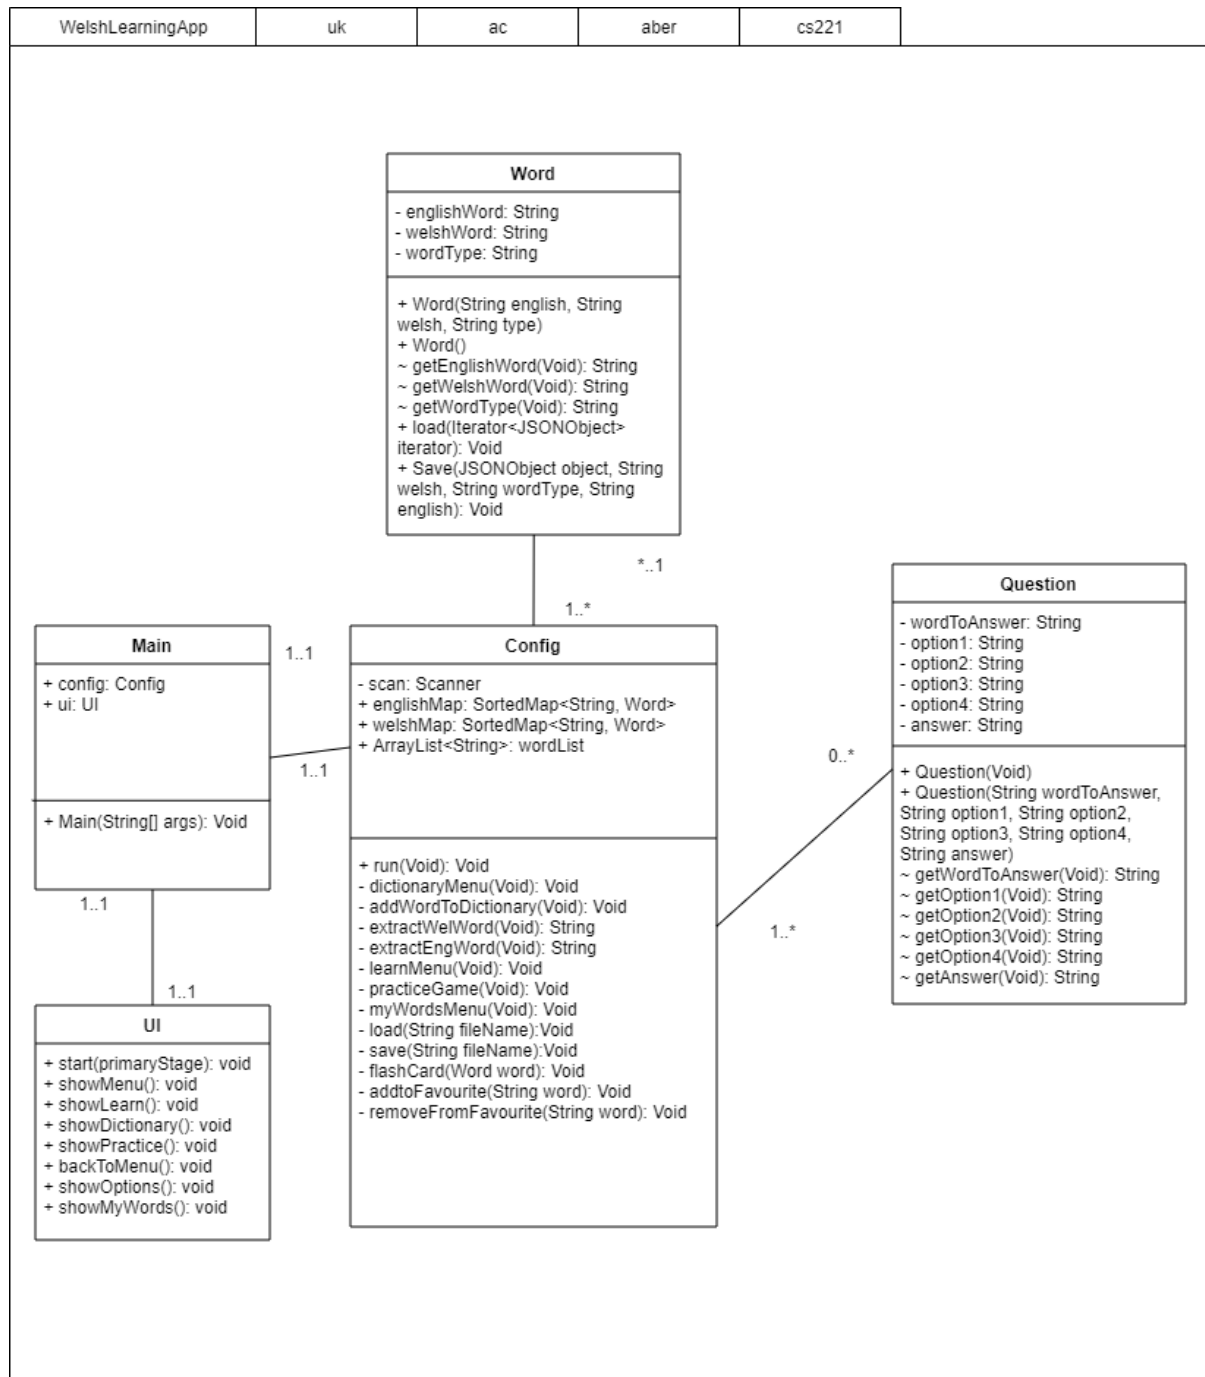 WelshLearningApp uk ac aber cs221
Word
- englishWord: String
- welshWord: String
- wordType: String
+ Word(String english, String
welsh, String type)
+ Word()
~ getEnglishWord(Void): String
~ getWelshWord(Void): String
~ getWordType(Void): String
+ load(Iterator<JSONObject>
iterator): Void
+ Save(JSONObject object, String
welsh, String wordType, String
english): Void
*..1
1..*
Main
+ config: Config
+ ui: UI
+ Main(String[] args): Void
1..1
1..1
Config
- scan: Scanner
+ englishMap: SortedMap<String, Word>
+ welshMap: SortedMap<String, Word>
+ ArrayList<String>: wordList
+ run(Void): Void
- dictionaryMenu(Void): Void
- addWordToDictionary(Void): Void
- extractWelWord(Void): String
- extractEngWord(Void): String
- learnMenu(Void): Void
- practiceGame(Void): Void
- myWordsMenu(Void): Void
- load(String fileName):Void
- save(String fileName):Void
- flashCard(Word word): Void
- addtoFavourite(String word): Void
- removeFromFavourite(String word): Void
0..*
1..*
Question
- wordToAnswer: String
- option1: String
- option2: String
- option3: String
- option4: String
- answer: String
+ Question(Void)
+ Question(String wordToAnswer,
String option1, String option2,
String option3, String option4,
String answer)
~ getWordToAnswer(Void): String
~ getOption1(Void): String
~ getOption2(Void): String
~ getOption3(Void): String
~ getOption4(Void): String
~ getAnswer(Void): String
1..1
1..1
UI
+ start(primaryStage): void
+ showMenu(): void
+ showLearn(): void
+ showDictionary(): void
+ showPractice(): void
+ backToMenu(): void
+ showOptions(): void
+ showMyWords(): void